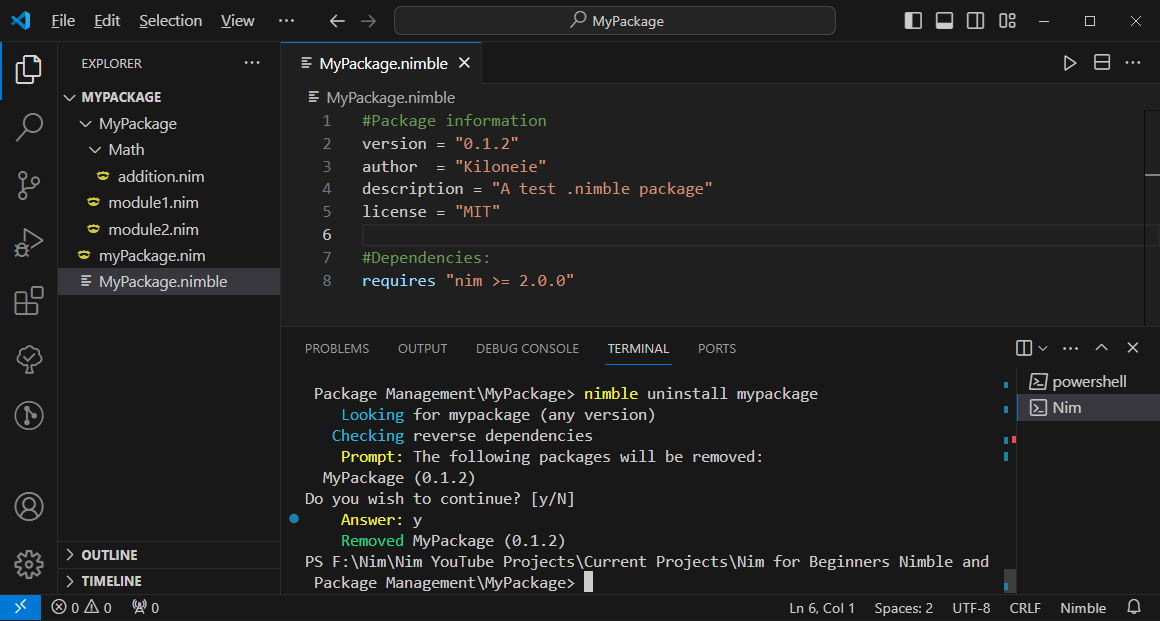 File Edit Selection View ··· MyPackage
EXPLORER ···
MYPACKAGE
MyPackage
Math
addition.nim
module1.nim
module2.nim
myPackage.nim
MyPackage.nimble
OUTLINE
TIMELINE
MyPackage.nimble
MyPackage.nimble
1 #Package information
2 version = "0.1.2"
3 author  = "Kiloneie"
4 description = "A test .nimble package"
5 license = "MIT"
6
7 #Dependencies:
8 requires "nim >= 2.0.0"
PROBLEMS OUTPUT DEBUG CONSOLE TERMINAL PORTS
Package Management\MyPackage> nimble uninstall mypackage
Looking for mypackage (any version)
Checking reverse dependencies
Prompt: The following packages will be removed:
MyPackage (0.1.2)
Do you wish to continue? [y/N]
Answer: y
Removed MyPackage (0.1.2)
PS F:\Nim\Nim YouTube Projects\Current Projects\Nim for Beginners Nimble and
Package Management\MyPackage>
powershell
Nim
0 0 0 Ln 6, Col 1 Spaces: 2 UTF-8 CRLF Nimble